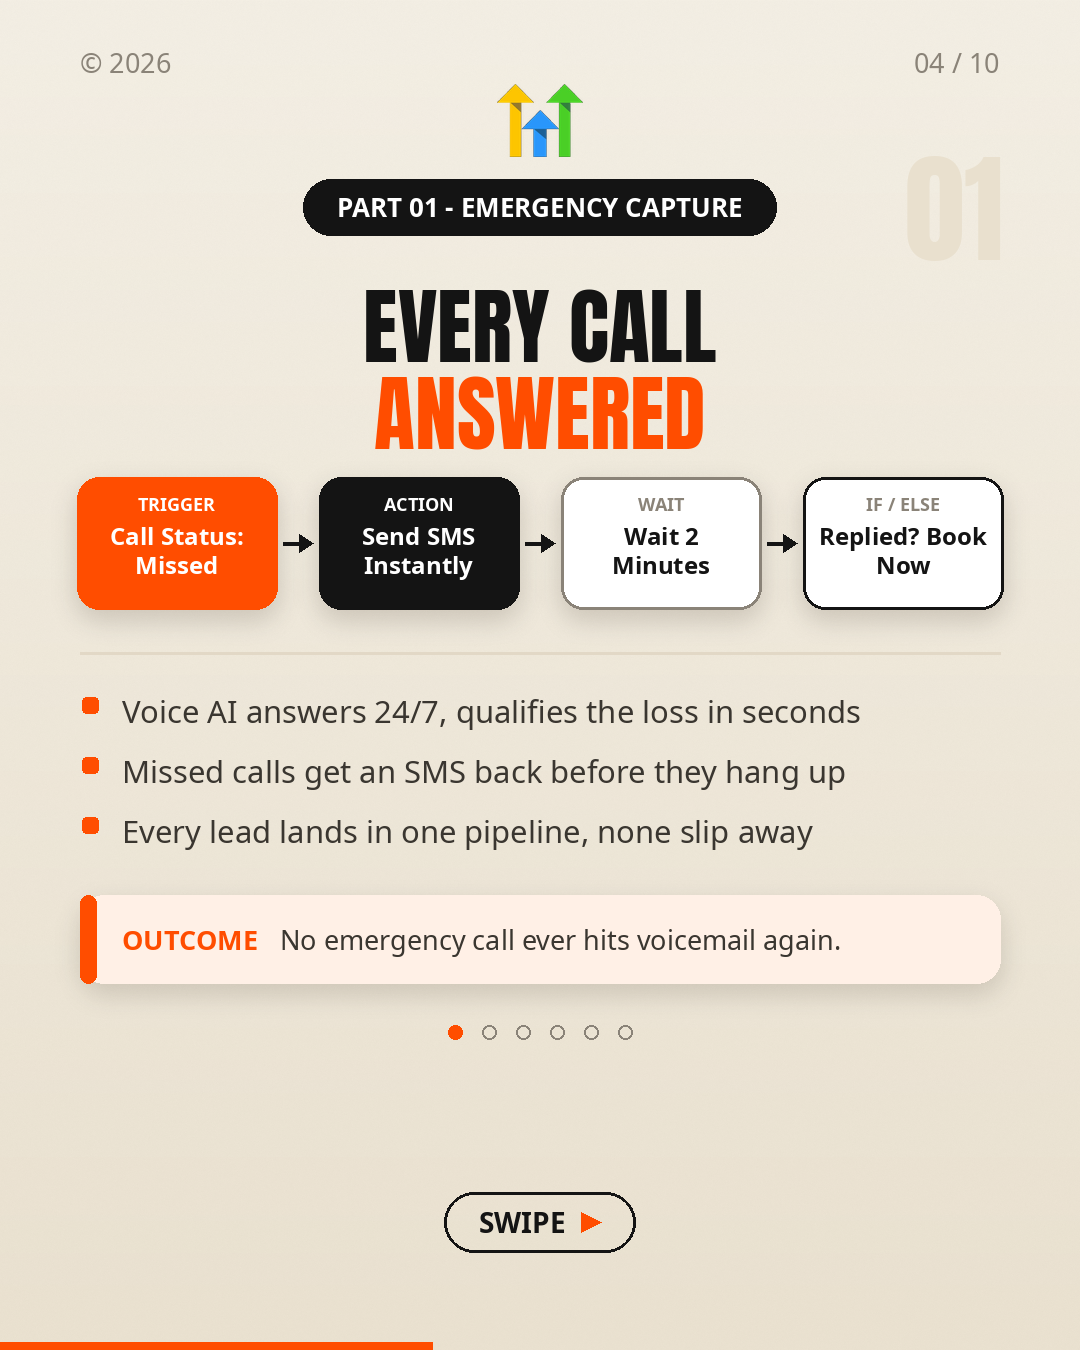 © 2026
04 / 10
01
PART 01 - EMERGENCY CAPTURE
EVERY CALL
ANSWERED
TRIGGER
Call Status:
Missed
ACTION
Send SMS
Instantly
WAIT
Wait 2
Minutes
IF / ELSE
Replied? Book
Now
Voice AI answers 24/7, qualifies the loss in seconds
Missed calls get an SMS back before they hang up
Every lead lands in one pipeline, none slip away
OUTCOME No emergency call ever hits voicemail again.
SWIPE